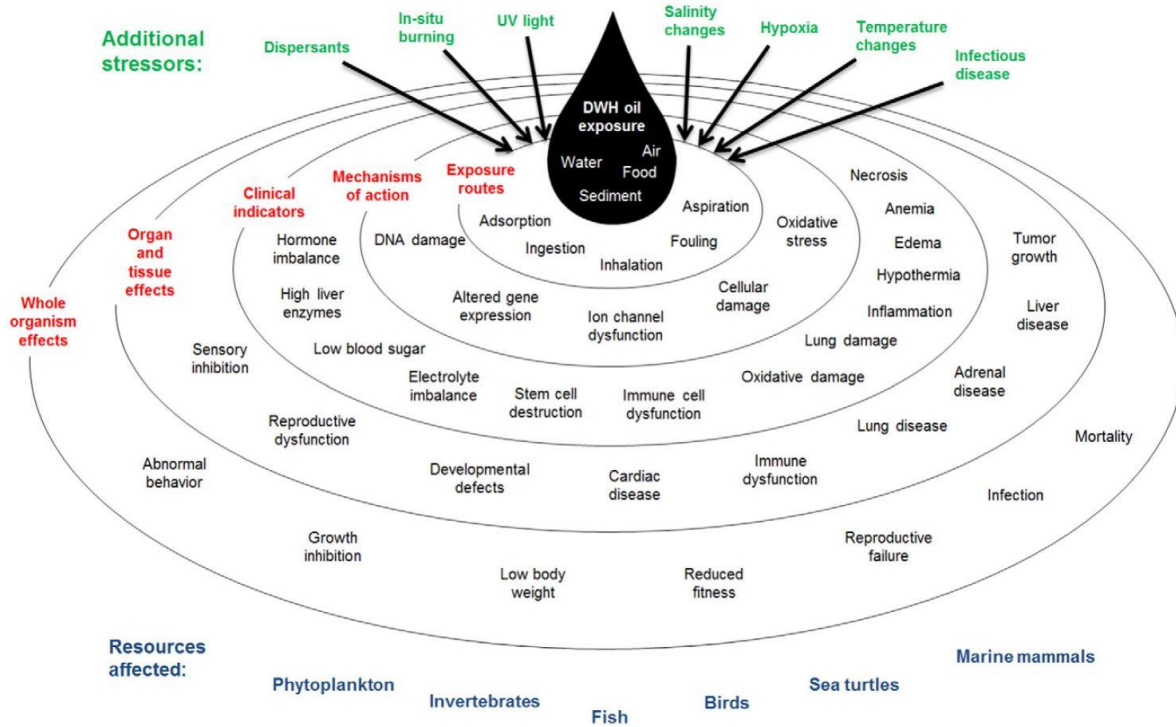 Additional
stressors:
Dispersants
In-situ
burning
UV light
Salinity
changes
Hypoxia
Temperature
changes
Infectious
disease
DWH oil
exposure
Water
Air
Food
Sediment
Exposure
routes
Adsorption
Ingestion
Inhalation
Fouling
Aspiration
Mechanisms
of action
DNA damage
Altered gene
expression
Ion channel
dysfunction
Cellular
damage
Oxidative
stress
Clinical
indicators
Hormone
imbalance
High liver
enzymes
Low blood sugar
Electrolyte
imbalance
Stem cell
destruction
Immune cell
dysfunction
Oxidative damage
Lung damage
Inflammation
Hypothermia
Edema
Anemia
Necrosis
Organ
and
tissue
effects
Sensory
inhibition
Reproductive
dysfunction
Developmental
defects
Cardiac
disease
Immune
dysfunction
Lung disease
Adrenal
disease
Liver
disease
Tumor
growth
Whole
organism
effects
Abnormal
behavior
Growth
inhibition
Low body
weight
Reduced
fitness
Reproductive
failure
Infection
Mortality
Resources
affected:
Phytoplankton
Invertebrates
Fish
Birds
Sea turtles
Marine mammals